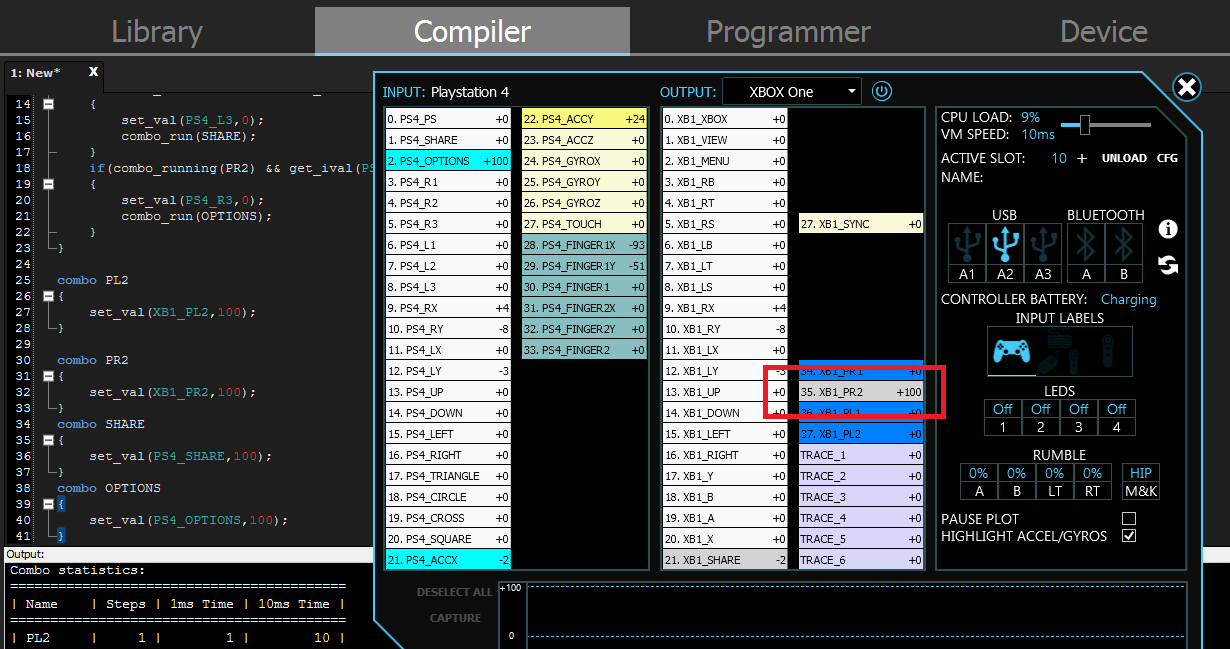 Library Compiler Programmer Device
1: New* X
14 {
15 set_val(PS4_L3,0);
16 combo_run(SHARE);
17 }
18 if(combo_running(PR2) && get_ival(PS
19 {
20 set_val(PS4_R3,0);
21 combo_run(OPTIONS);
22 }
23 }
24
25 combo PL2
26 {
27 set_val(XB1_PL2,100);
28 }
29
30 combo PR2
31 {
32 set_val(XB1_PR2,100);
33 }
34 combo SHARE
35 {
36 set_val(PS4_SHARE,100);
37 }
38 combo OPTIONS
39 {
40 set_val(PS4_OPTIONS,100);
41 }
Output:
Combo statistics:
=========================================
| Name | Steps | 1ms Time | 10ms Time |
=========================================
| PL2 | 1 | 1 | 10 |
INPUT: Playstation 4
0. PS4_PS +0
1. PS4_SHARE +0
2. PS4_OPTIONS +100
3. PS4_R1 +0
4. PS4_R2 +0
5. PS4_R3 +0
6. PS4_L1 +0
7. PS4_L2 +0
8. PS4_L3 +0
9. PS4_RX +4
10. PS4_RY -8
11. PS4_LX +0
12. PS4_LY -3
13. PS4_UP +0
14. PS4_DOWN +0
15. PS4_LEFT +0
16. PS4_RIGHT +0
17. PS4_TRIANGLE +0
18. PS4_CIRCLE +0
19. PS4_CROSS +0
20. PS4_SQUARE +0
21. PS4_ACCX -2
22. PS4_ACCY +24
23. PS4_ACCZ +0
24. PS4_GYROX +0
25. PS4_GYROY +0
26. PS4_GYROZ +0
27. PS4_TOUCH +0
28. PS4_FINGER1X -93
29. PS4_FINGER1Y -51
30. PS4_FINGER1 +0
31. PS4_FINGER2X +0
32. PS4_FINGER2Y +0
33. PS4_FINGER2 +0
OUTPUT: XBOX One
0. XB1_XBOX +0
1. XB1_VIEW +0
2. XB1_MENU +0
3. XB1_RB +0
4. XB1_RT +0
5. XB1_RS +0
6. XB1_LB +0
7. XB1_LT +0
8. XB1_LS +0
9. XB1_RX +4
10. XB1_RY -8
11. XB1_LX +0
12. XB1_LY -3
13. XB1_UP +0
14. XB1_DOWN +0
15. XB1_LEFT +0
16. XB1_RIGHT +0
17. XB1_Y +0
18. XB1_B +0
19. XB1_A +0
20. XB1_X +0
21. XB1_SHARE -2
27. XB1_SYNC +0
34. XB1_PR1 +0
35. XB1_PR2 +100
36. XB1_PL1 +0
37. XB1_PL2 +0
TRACE_1 +0
TRACE_2 +0
TRACE_3 +0
TRACE_4 +0
TRACE_5 +0
TRACE_6 +0
CPU LOAD: 9%
VM SPEED: 10ms
ACTIVE SLOT: 10 + UNLOAD CFG
NAME:
USB BLUETOOTH
A1 A2 A3 A B
CONTROLLER BATTERY: Charging
INPUT LABELS
LEDS
Off Off Off Off
1 2 3 4
RUMBLE
0% 0% 0% 0% HIP
A B LT RT M&K
PAUSE PLOT
HIGHLIGHT ACCEL/GYROS
DESELECT ALL
CAPTURE
+100
0